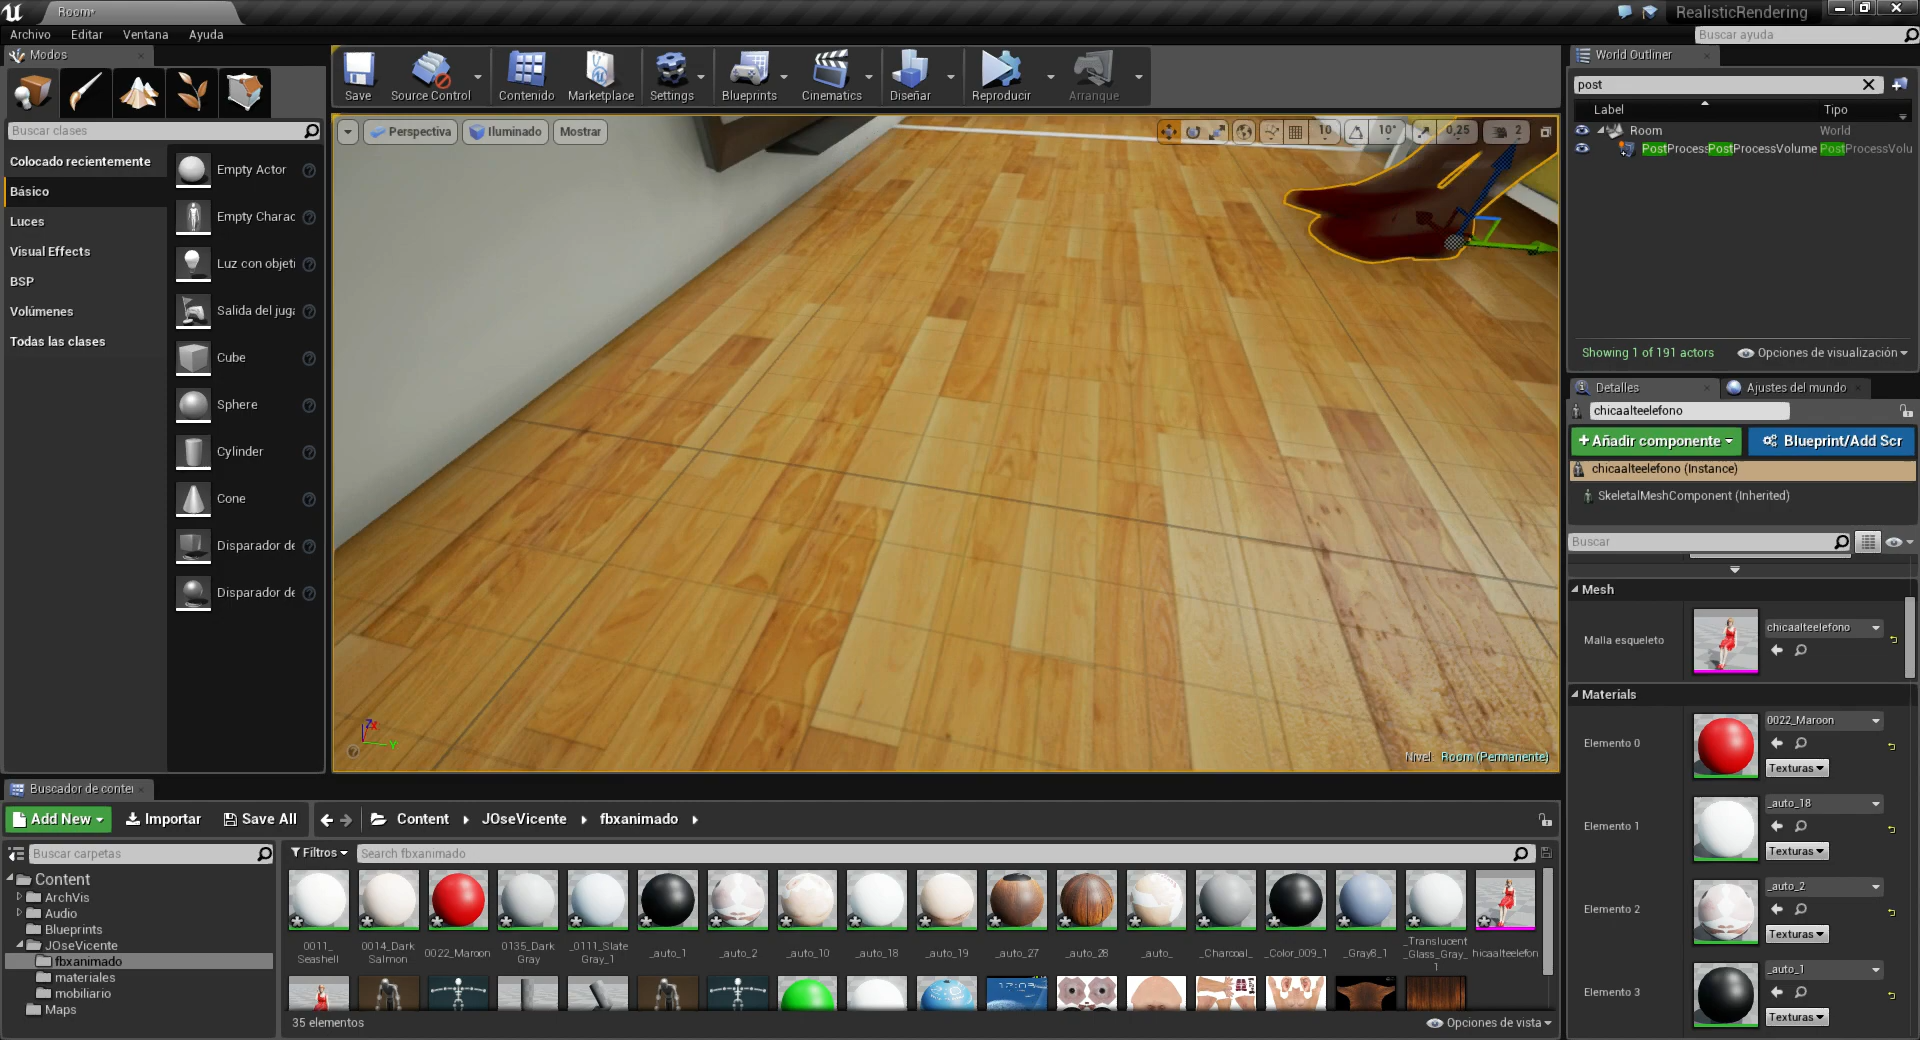 Room*
RealisticRendering
Archivo Editar Ventana Ayuda
Buscar ayuda
Modos
Save Source Control Contenido Marketplace Settings Blueprints Cinematics Diseñar Reproducir Arranque
World Outliner
post
Label Tipo
Room World
PostProcessPostProcessVolume PostProcessVolu
Buscar clases
Perspectiva Iluminado Mostrar
10 10° 0,25 2
Colocado recientemente
Básico
Luces
Visual Effects
BSP
Volúmenes
Todas las clases
Empty Actor
Empty Charac
Luz con objeti
Salida del juga
Cube
Sphere
Cylinder
Cone
Disparador de
Disparador de
Z
X
Y
Nivel: Room (Permanente)
Showing 1 of 191 actors Opciones de visualización
Detalles Ajustes del mundo
chicaalteelefono
+Añadir componente Blueprint/Add Scr
chicaalteelefono (Instance)
SkeletalMeshComponent (Inherited)
Buscar
Mesh
Malla esqueleto chicaalteelefono
Materials
Elemento 0 0022_Maroon
Texturas
Elemento 1 _auto_18
Texturas
Elemento 2 _auto_2
Texturas
Elemento 3 _auto_1
Texturas
Buscador de conter
Add New Importar Save All Content JOseVicente fbxanimado
Buscar carpetas
Filtros Search fbxanimado
Content
ArchVis
Audio
Blueprints
JOseVicente
fbxanimado
materiales
mobiliario
Maps
0011_
Seashell
0014_Dark
Salmon
0022_Maroon
0135_Dark
Gray
_0111_Slate
Gray_1
_auto_1
_auto_2
_auto_10
_auto_18
_auto_19
_auto_27
_auto_28
_auto_
_Charcoal_
_Color_009_1
_Gray8_1
_Translucent
_Glass_Gray_
1
hicaalteelefon
35 elementos
Opciones de vista